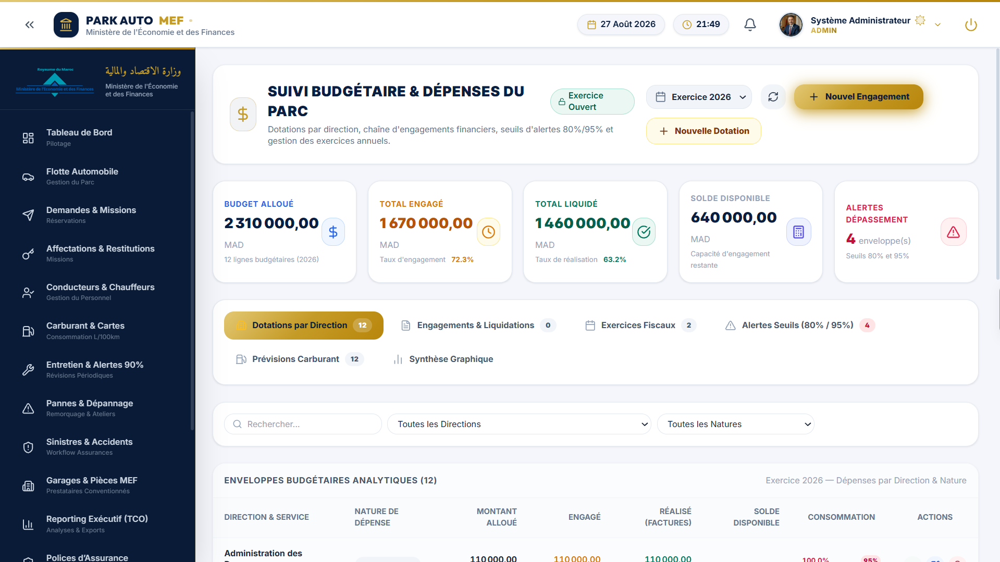 PARK AUTO MEF
Ministère de l'Économie et des Finances
27 Août 2026
21:49
Système Administrateur
ADMIN
Royaume du Maroc
Ministère de l'Economie et des Finances
وزارة الاقتصاد والمالية
Ministère de l'Économie
et des Finances
Tableau de Bord
Pilotage
Flotte Automobile
Gestion du Parc
Demandes & Missions
Réservations
Affectations & Restitutions
Missions
Conducteurs & Chauffeurs
Gestion du Personnel
Carburant & Cartes
Consommation L/100km
Entretien & Alertes 90%
Révisions Périodiques
Pannes & Dépannage
Remorquage & Ateliers
Sinistres & Accidents
Workflow Assurances
Garages & Pièces MEF
Prestataires Conventionnés
Reporting Exécutif (TCO)
Analyses & Exports
Polices d'Assurance
SUIVI BUDGÉTAIRE & DÉPENSES DU
PARC
Dotations par direction, chaîne d'engagements financiers, seuils d'alertes 80%/95% et
gestion des exercices annuels.
Exercice
Ouvert
Exercice 2026
Nouvel Engagement
Nouvelle Dotation
BUDGET ALLOUÉ
2 310 000,00
MAD
12 lignes budgétaires (2026)
TOTAL ENGAGÉ
1 670 000,00
MAD
Taux d'engagement 72.3%
TOTAL LIQUIDÉ
1 460 000,00
MAD
Taux de réalisation 63.2%
SOLDE DISPONIBLE
640 000,00
MAD
Capacité d'engagement
restante
ALERTES
DÉPASSEMENT
4 enveloppe(s)
Seuils 80% et 95%
Dotations par Direction 12
Engagements & Liquidations 0
Exercices Fiscaux 2
Alertes Seuils (80% / 95%) 4
Prévisions Carburant 12
Synthèse Graphique
Rechercher...
Toutes les Directions
Toutes les Natures
ENVELOPPES BUDGÉTAIRES ANALYTIQUES (12)
Exercice 2026 — Dépenses par Direction & Nature
DIRECTION & SERVICE
NATURE DE
DÉPENSE
MONTANT
ALLOUÉ
ENGAGÉ
RÉALISÉ
(FACTURES)
SOLDE
DISPONIBLE
CONSOMMATION
ACTIONS
Administration des
110 000,00
110 000,00
110 000,00
100.0%
95%